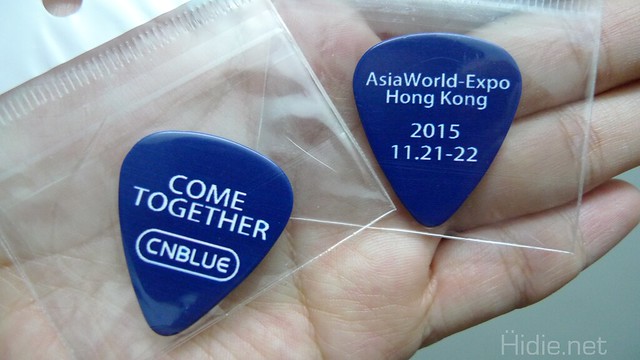 COME
TOGETHER
CNBLUE
AsiaWorld-Expo
Hong Kong
2015
11.21-22
Hidie.net